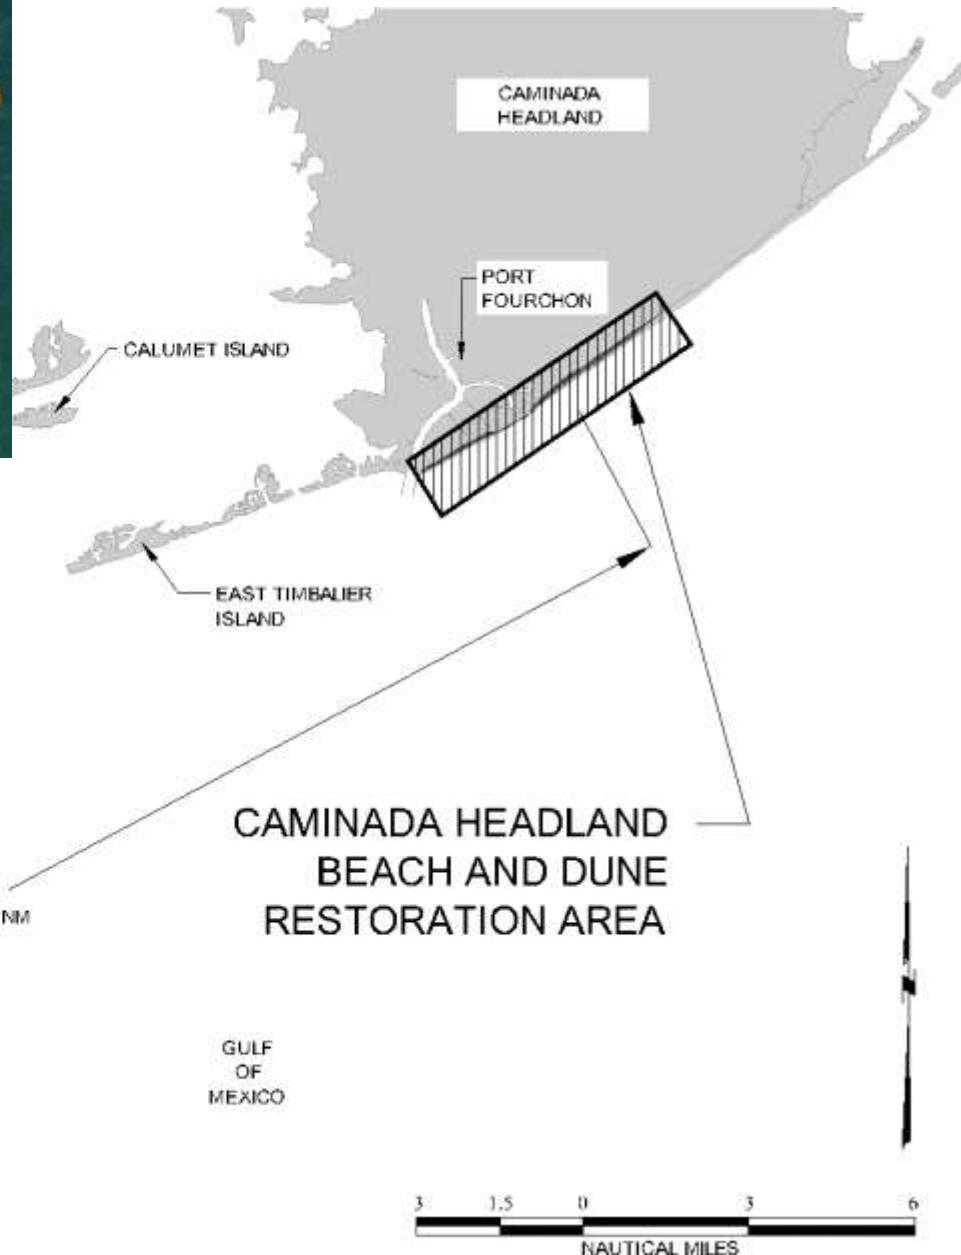 CAMINADA
HEADLAND
PORT
FOURCHON
CALUMET ISLAND
EAST TIMBALIER
ISLAND
CAMINADA HEADLAND
BEACH AND DUNE
RESTORATION AREA
NM
GULF
OF
MEXICO
3 1.5 0 3 6
NAUTICAL MILES